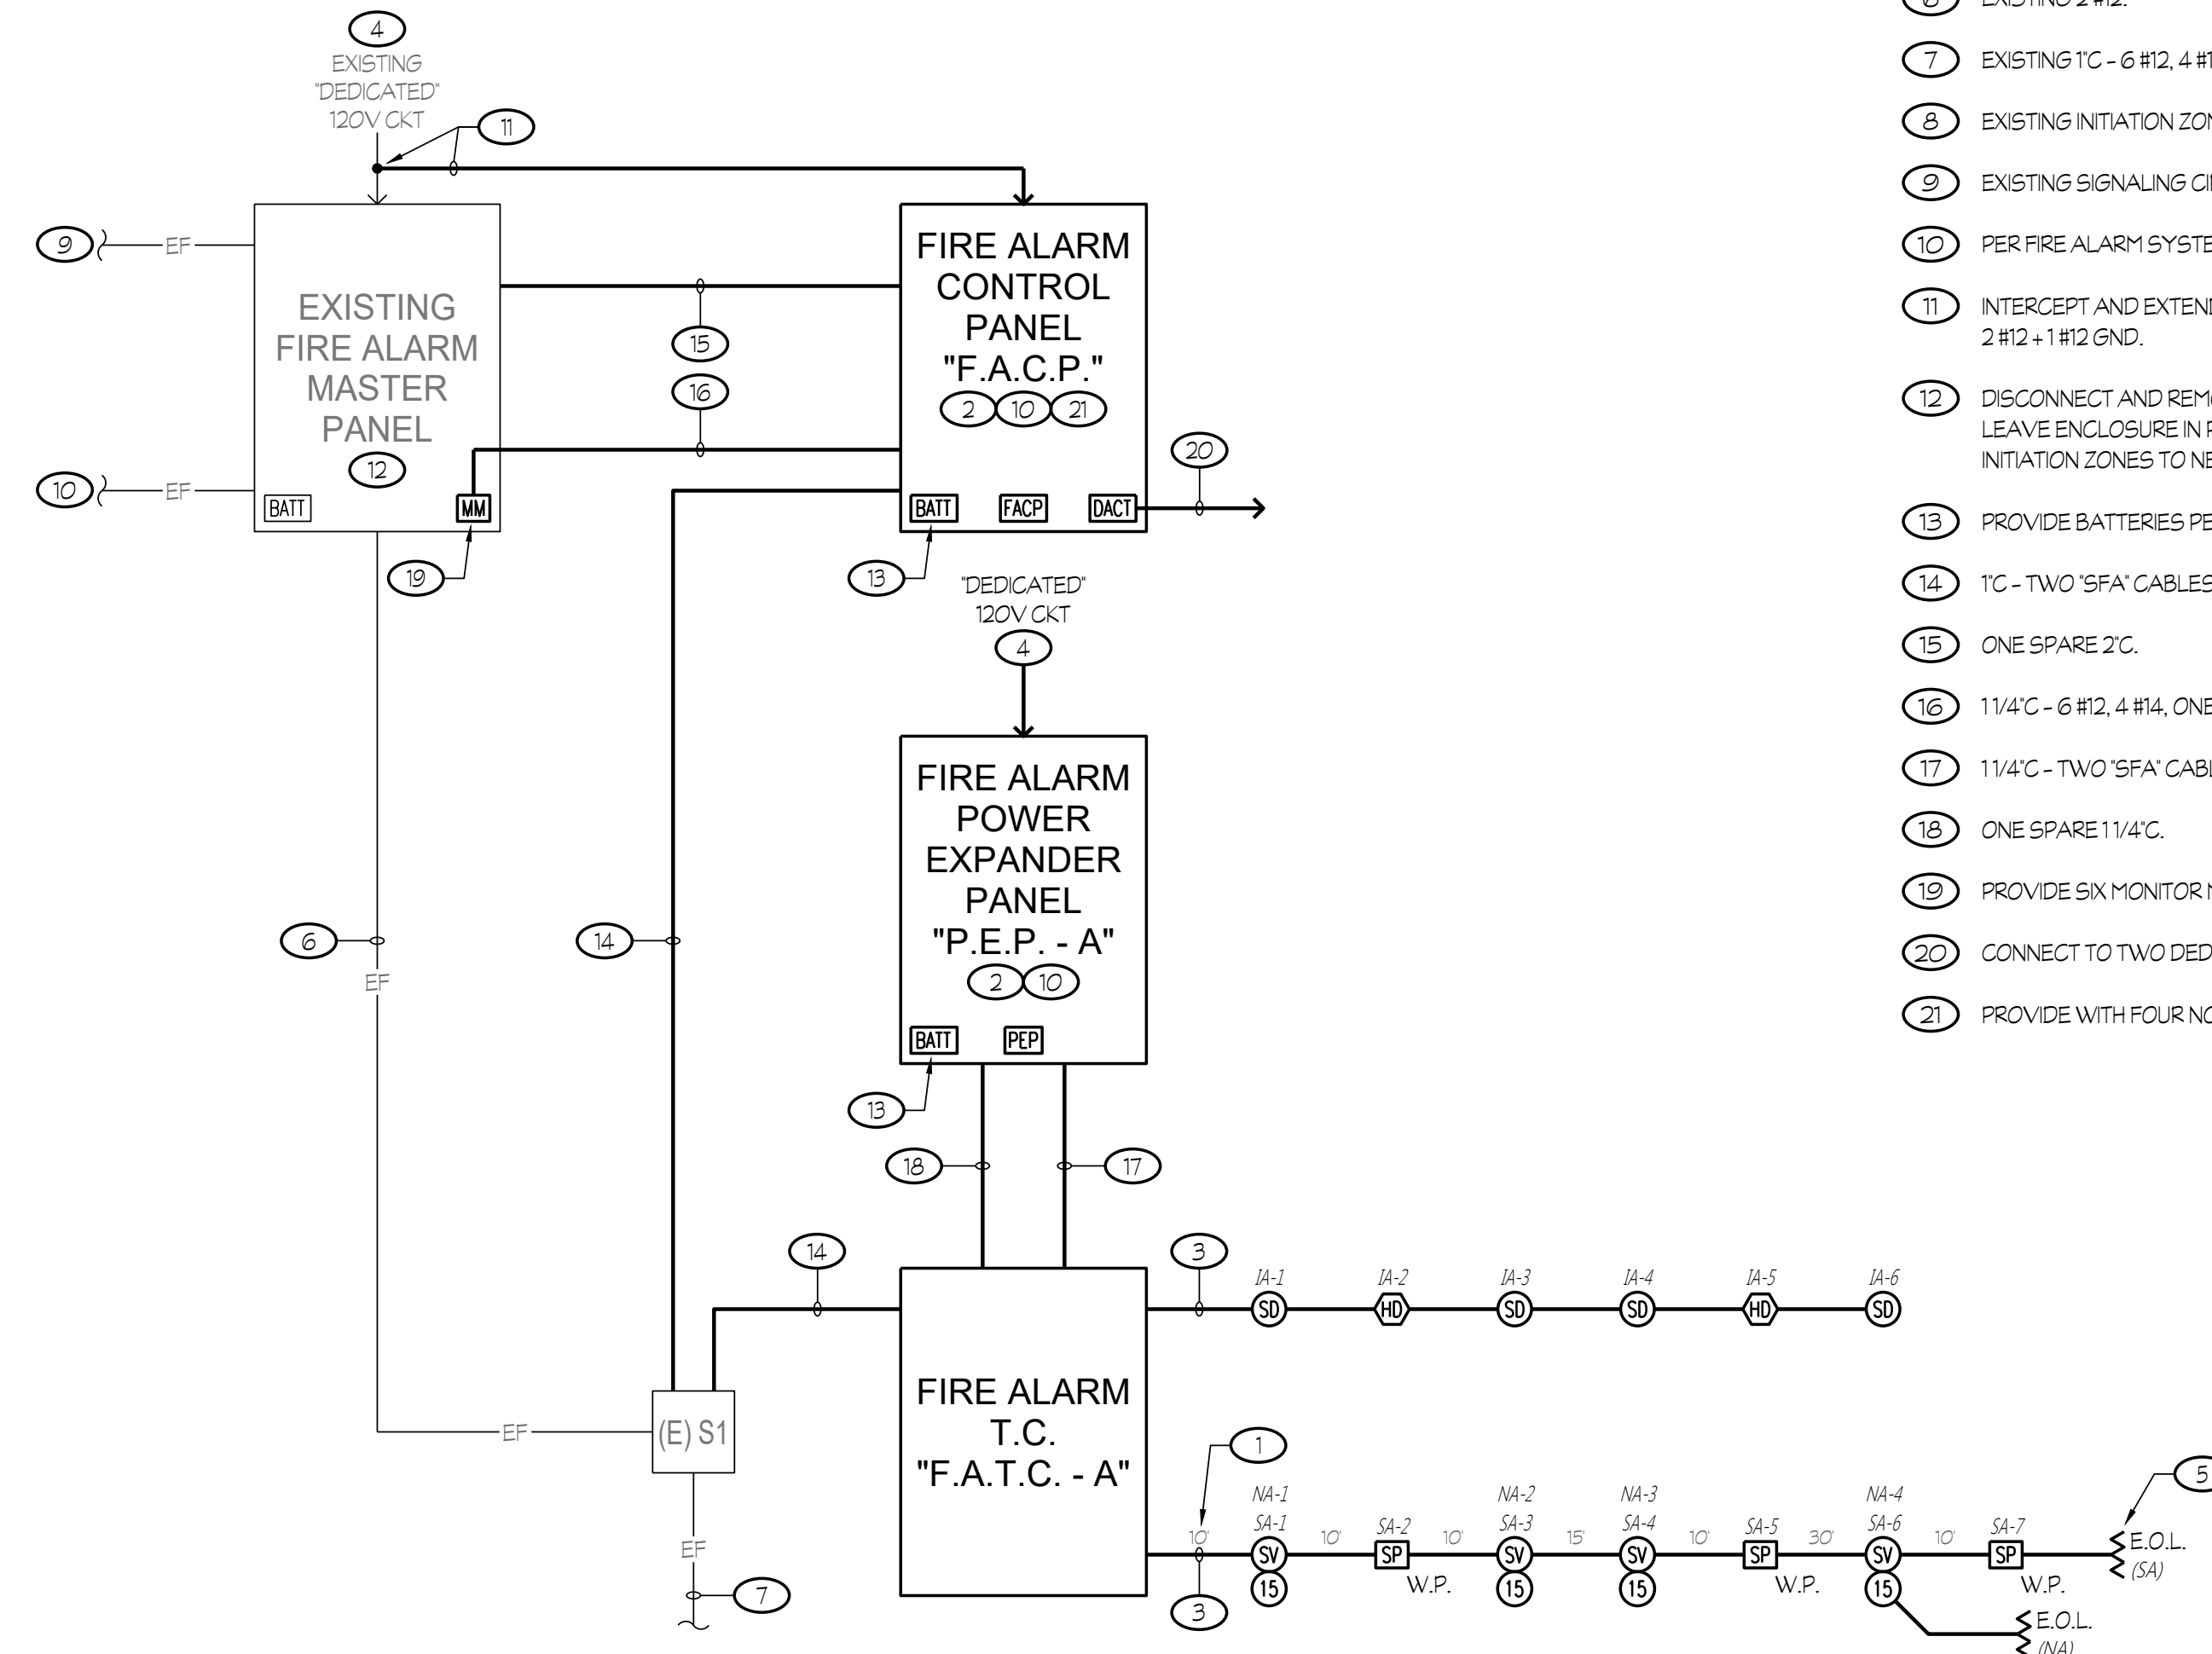 4
EXISTING
"DEDICATED"
120V CKT
11
9
EF
EXISTING
FIRE ALARM
MASTER
PANEL
12
10
EF
BATT
MM
19
15
16
FIRE ALARM
CONTROL
PANEL
"F.A.C.P."
2 10 21
BATT
FACP
DACT
20
13
"DEDICATED"
120V CKT
4
FIRE ALARM
POWER
EXPANDER
PANEL
"P.E.P. - A"
2 10
BATT
PEP
13
6
EF
14
18
17
14
3
FIRE ALARM
T.C.
"F.A.T.C. - A"
EF
(E) S1
EF
7
IA-1 IA-2 IA-3 IA-4 IA-5 IA-6
SD HD SD SD HD SD
1
NA-1 NA-2 NA-3 NA-4
SA-1 SA-2 SA-3 SA-4 SA-5 SA-6 SA-7
10' 10' 10' 15' 10' 30' 10'
SV SP SV SV SP SV SP
15 W.P. 15 15 W.P. 15 W.P.
3
5
E.O.L.
(SA)
E.O.L.
(NA)
6 EXISTING 2 #12.
7 EXISTING 1"C - 6 #12, 4 #1
8 EXISTING INITIATION ZON
9 EXISTING SIGNALING CI
10 PER FIRE ALARM SYSTE
11 INTERCEPT AND EXTEND
2 #12 + 1 #12 GND.
12 DISCONNECT AND REM
LEAVE ENCLOSURE IN
INITIATION ZONES TO NE
13 PROVIDE BATTERIES PE
14 1"C - TWO "SFA" CABLES
15 ONE SPARE 2"C.
16 1 1/4"C - 6 #12, 4 #14, ONE
17 1 1/4"C - TWO "SFA" CABL
18 ONE SPARE 1 1/4"C.
19 PROVIDE SIX MONITOR
20 CONNECT TO TWO DED
21 PROVIDE WITH FOUR NO